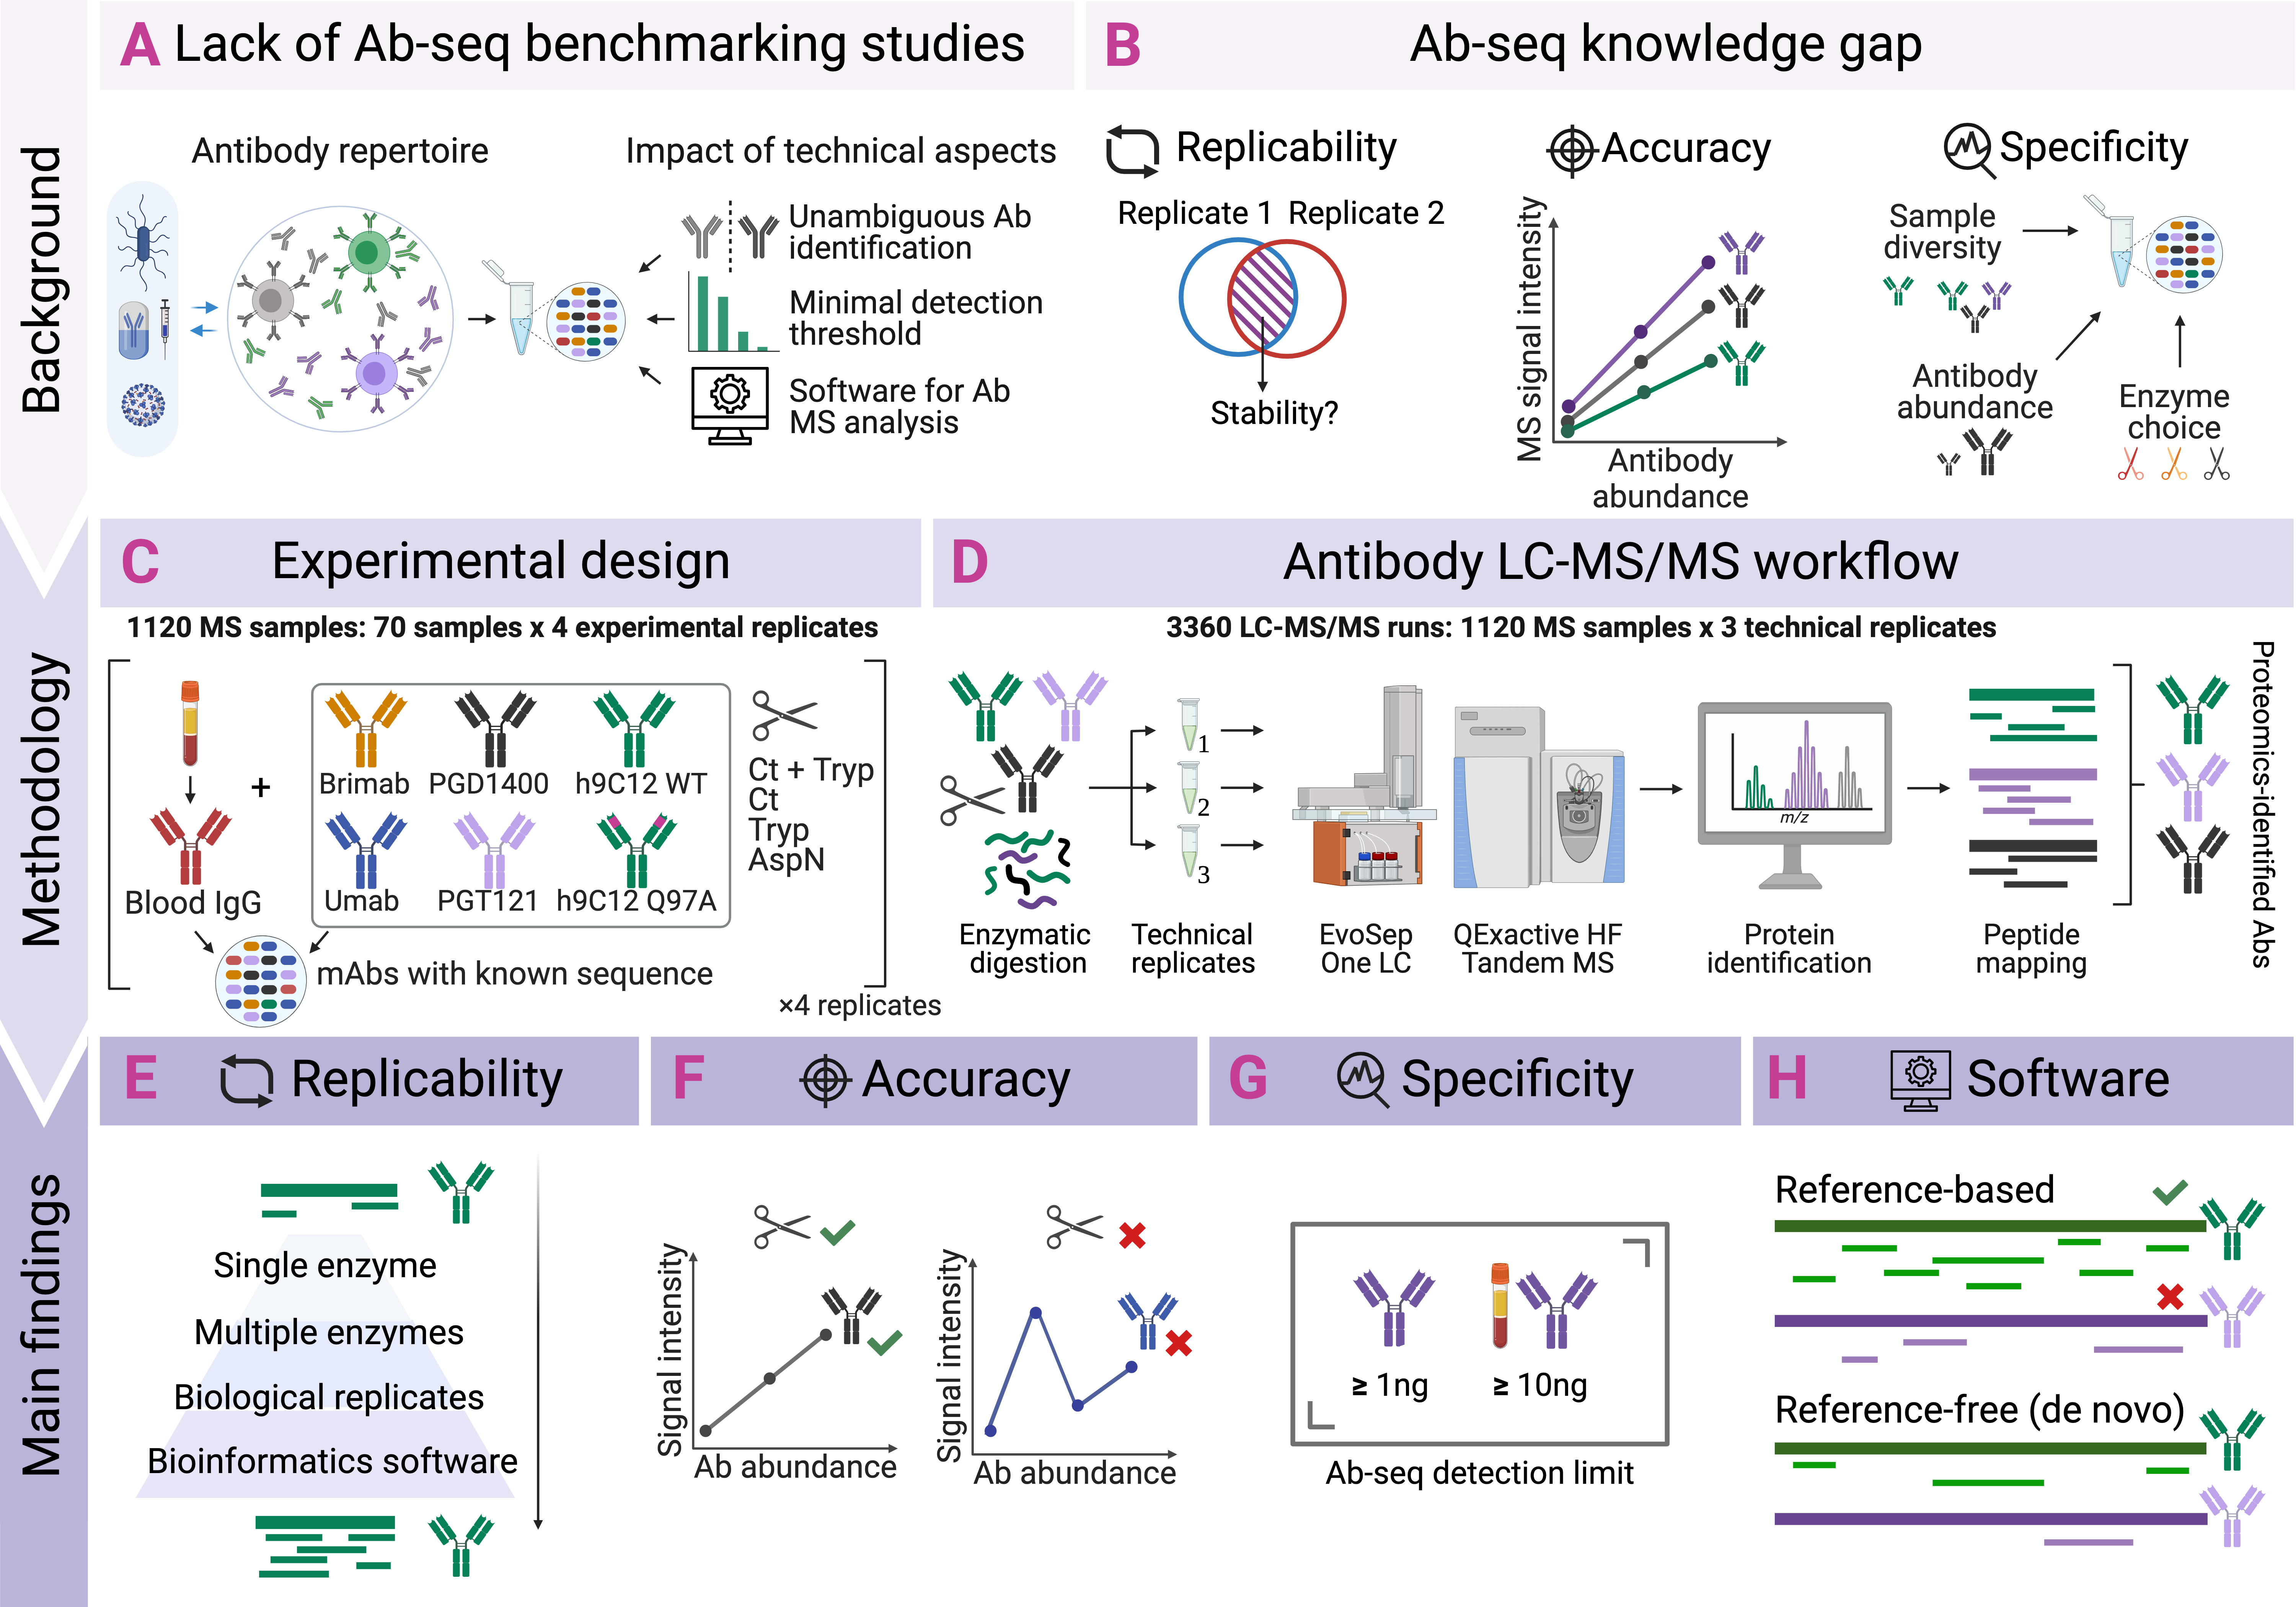 Background
A Lack of Ab-seq benchmarking studies
Antibody repertoire
Impact of technical aspects
Unambiguous Ab
identification
Minimal detection
threshold
Software for Ab
MS analysis
B Ab-seq knowledge gap
Replicability
Replicate 1 Replicate 2
Stability?
Accuracy
MS signal intensity
Antibody
abundance
Specificity
Sample
diversity
Antibody
abundance
Enzyme
choice
Methodology
C Experimental design
1120 MS samples: 70 samples x 4 experimental replicates
+
Blood IgG
Brimab PGD1400 h9C12 WT
Umab PGT121 h9C12 Q97A
Ct + Tryp
Ct
Tryp
AspN
mAbs with known sequence
×4 replicates
D Antibody LC-MS/MS workflow
3360 LC-MS/MS runs: 1120 MS samples x 3 technical replicates
1
2
3
m/z
Enzymatic
digestion
Technical
replicates
EvoSep
One LC
QExactive HF
Tandem MS
Protein
identification
Peptide
mapping
Proteomics-identified Abs
Main findings
E Replicability
Single enzyme
Multiple enzymes
Biological replicates
Bioinformatics software
F Accuracy
Signal intensity
Ab abundance
Signal intensity
Ab abundance
G Specificity
≥ 1ng
≥ 10ng
Ab-seq detection limit
H Software
Reference-based
Reference-free (de novo)